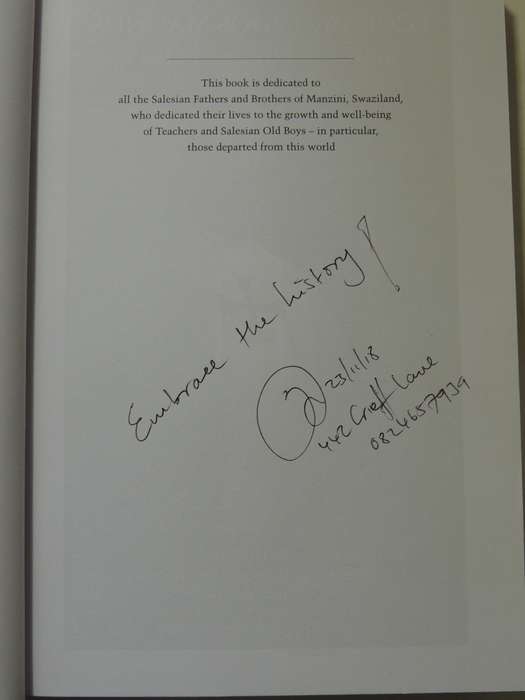 This book is dedicated to
all the Salesian Fathers and Brothers of Manzini, Swaziland,
who dedicated their lives to the growth and well-being
of Teachers and Salesian Old Boys – in particular,
those departed from this world
Embrace the history!
23/11/18
442 Crieff Lane
0824657939